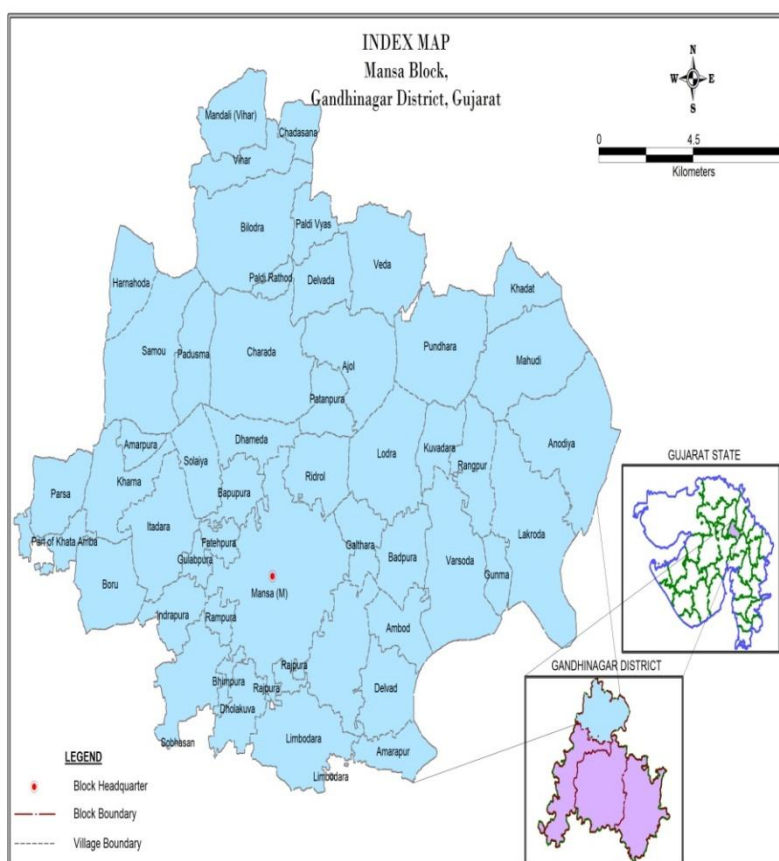 INDEX MAP
Mansa Block,
Gandhinagar District, Gujarat
N
W E
S
0 4.5
Kilometers
Mandali (Vihar)
Chadasana
Vihar
Bilodra
Paldi Vyas
Veda
Harnahoda
Paldi Rathod
Delvada
Khadat
Samou
Padusma
Charada
Ajol
Pundhara
Mahudi
Patanpura
Amarpura
Dhameda
Anodiya
Kharna
Solaiya
Ridrol
Lodra
Kuvadara
Rangpur
Parsa
Bapupura
Itadara
Lakroda
Part of Khata Amba
Fatehpura
Gulabpura
Galthara
Badpura
Varsoda
Gunma
Boru
Mansa (M)
Indrapura
Rampura
Ambod
Rajpura
Bhimpura
Rajpura
Delvad
Dholakuva
Sobhasan
Limbodara
Amarapur
Limbodara
GUJARAT STATE
GANDHINAGAR DISTRICT
LEGEND
Block Headquarter
Block Boundary
Village Boundary